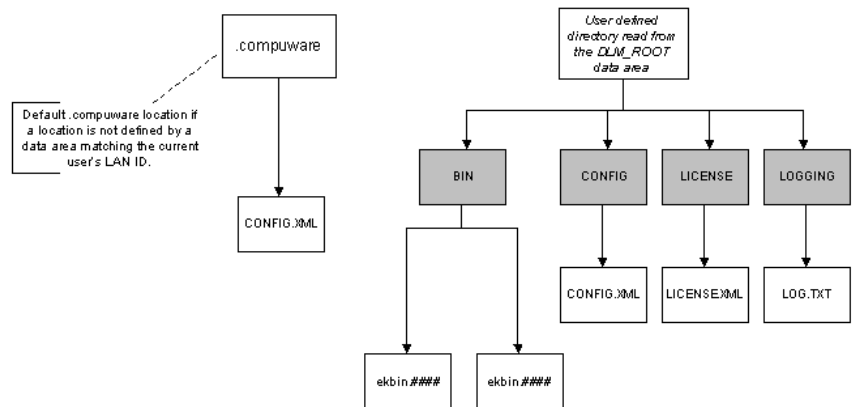 .compuware
Default .compuware location if
a location is not defined by a
data area matching the current
user's LAN ID.
CONFIG.XML
User defined
directory read from
the DLM_ROOT
data area
BIN
CONFIG
LICENSE
LOGGING
CONFIG.XML
LICENSE.XML
LOG.TXT
ekbin.####
ekbin.####